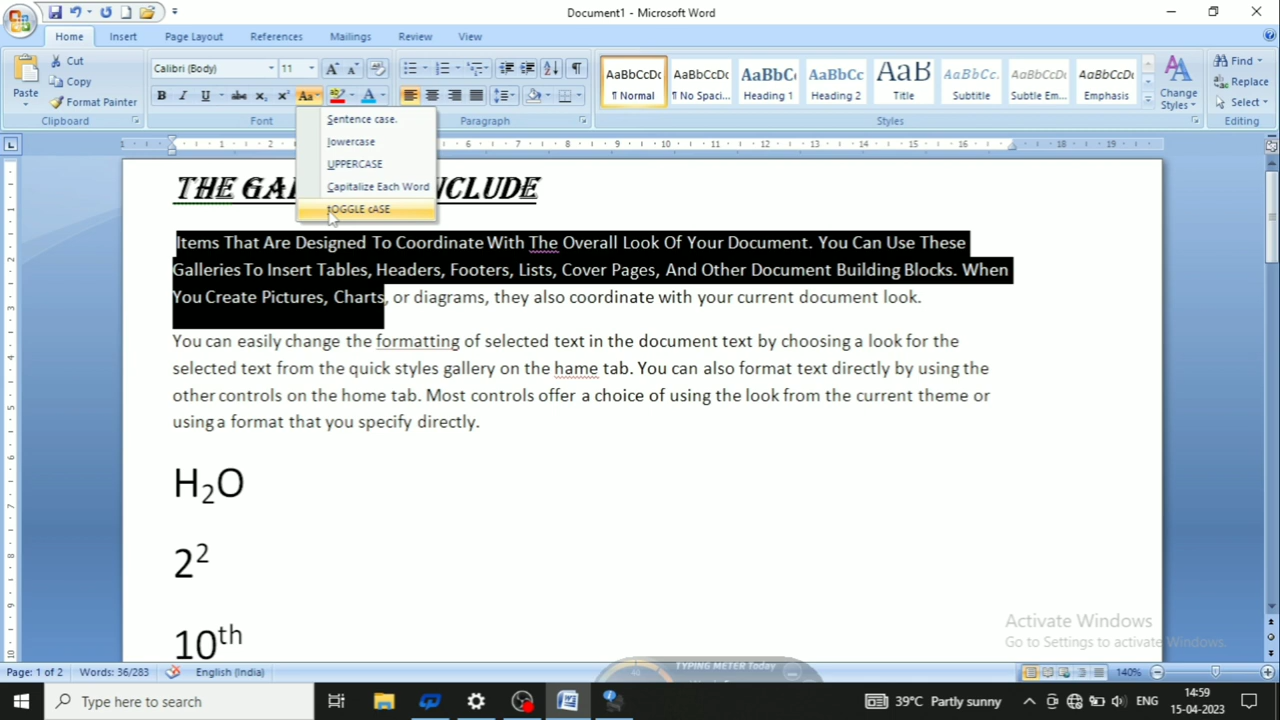 Document1 - Microsoft Word
Home Insert Page Layout References Mailings Review View
Paste
Cut
Copy
Format Painter
Clipboard
Calibri (Body) 11
Font
Paragraph
AaBbCcDc AaBbCcDc AaBbC AaBbCc AaB AaBbCc. AaBbCcDc AaBbCcDc
¶ Normal ¶ No Spaci... Heading 1 Heading 2 Title Subtitle Subtle Em... Emphasis
Styles
Change Styles
Find
Replace
Select
Editing
Sentence case.
lowercase
UPPERCASE
Capitalize Each Word
tOGGLE cASE
THE GAL NCLUDE
Items That Are Designed To Coordinate With The Overall Look Of Your Document. You Can Use These
Galleries To Insert Tables, Headers, Footers, Lists, Cover Pages, And Other Document Building Blocks. When
You Create Pictures, Charts, or diagrams, they also coordinate with your current document look.
You can easily change the formatting of selected text in the document text by choosing a look for the
selected text from the quick styles gallery on the hame tab. You can also format text directly by using the
other controls on the home tab. Most controls offer a choice of using the look from the current theme or
using a format that you specify directly.
H₂O
2²
10th
Activate Windows
Go to Settings to activate Windows.
Page: 1 of 2 Words: 36/283 English (India) 140%
TYPING METER Today
Type here to search
39°C Partly sunny
ENG
14:59
15-04-2023